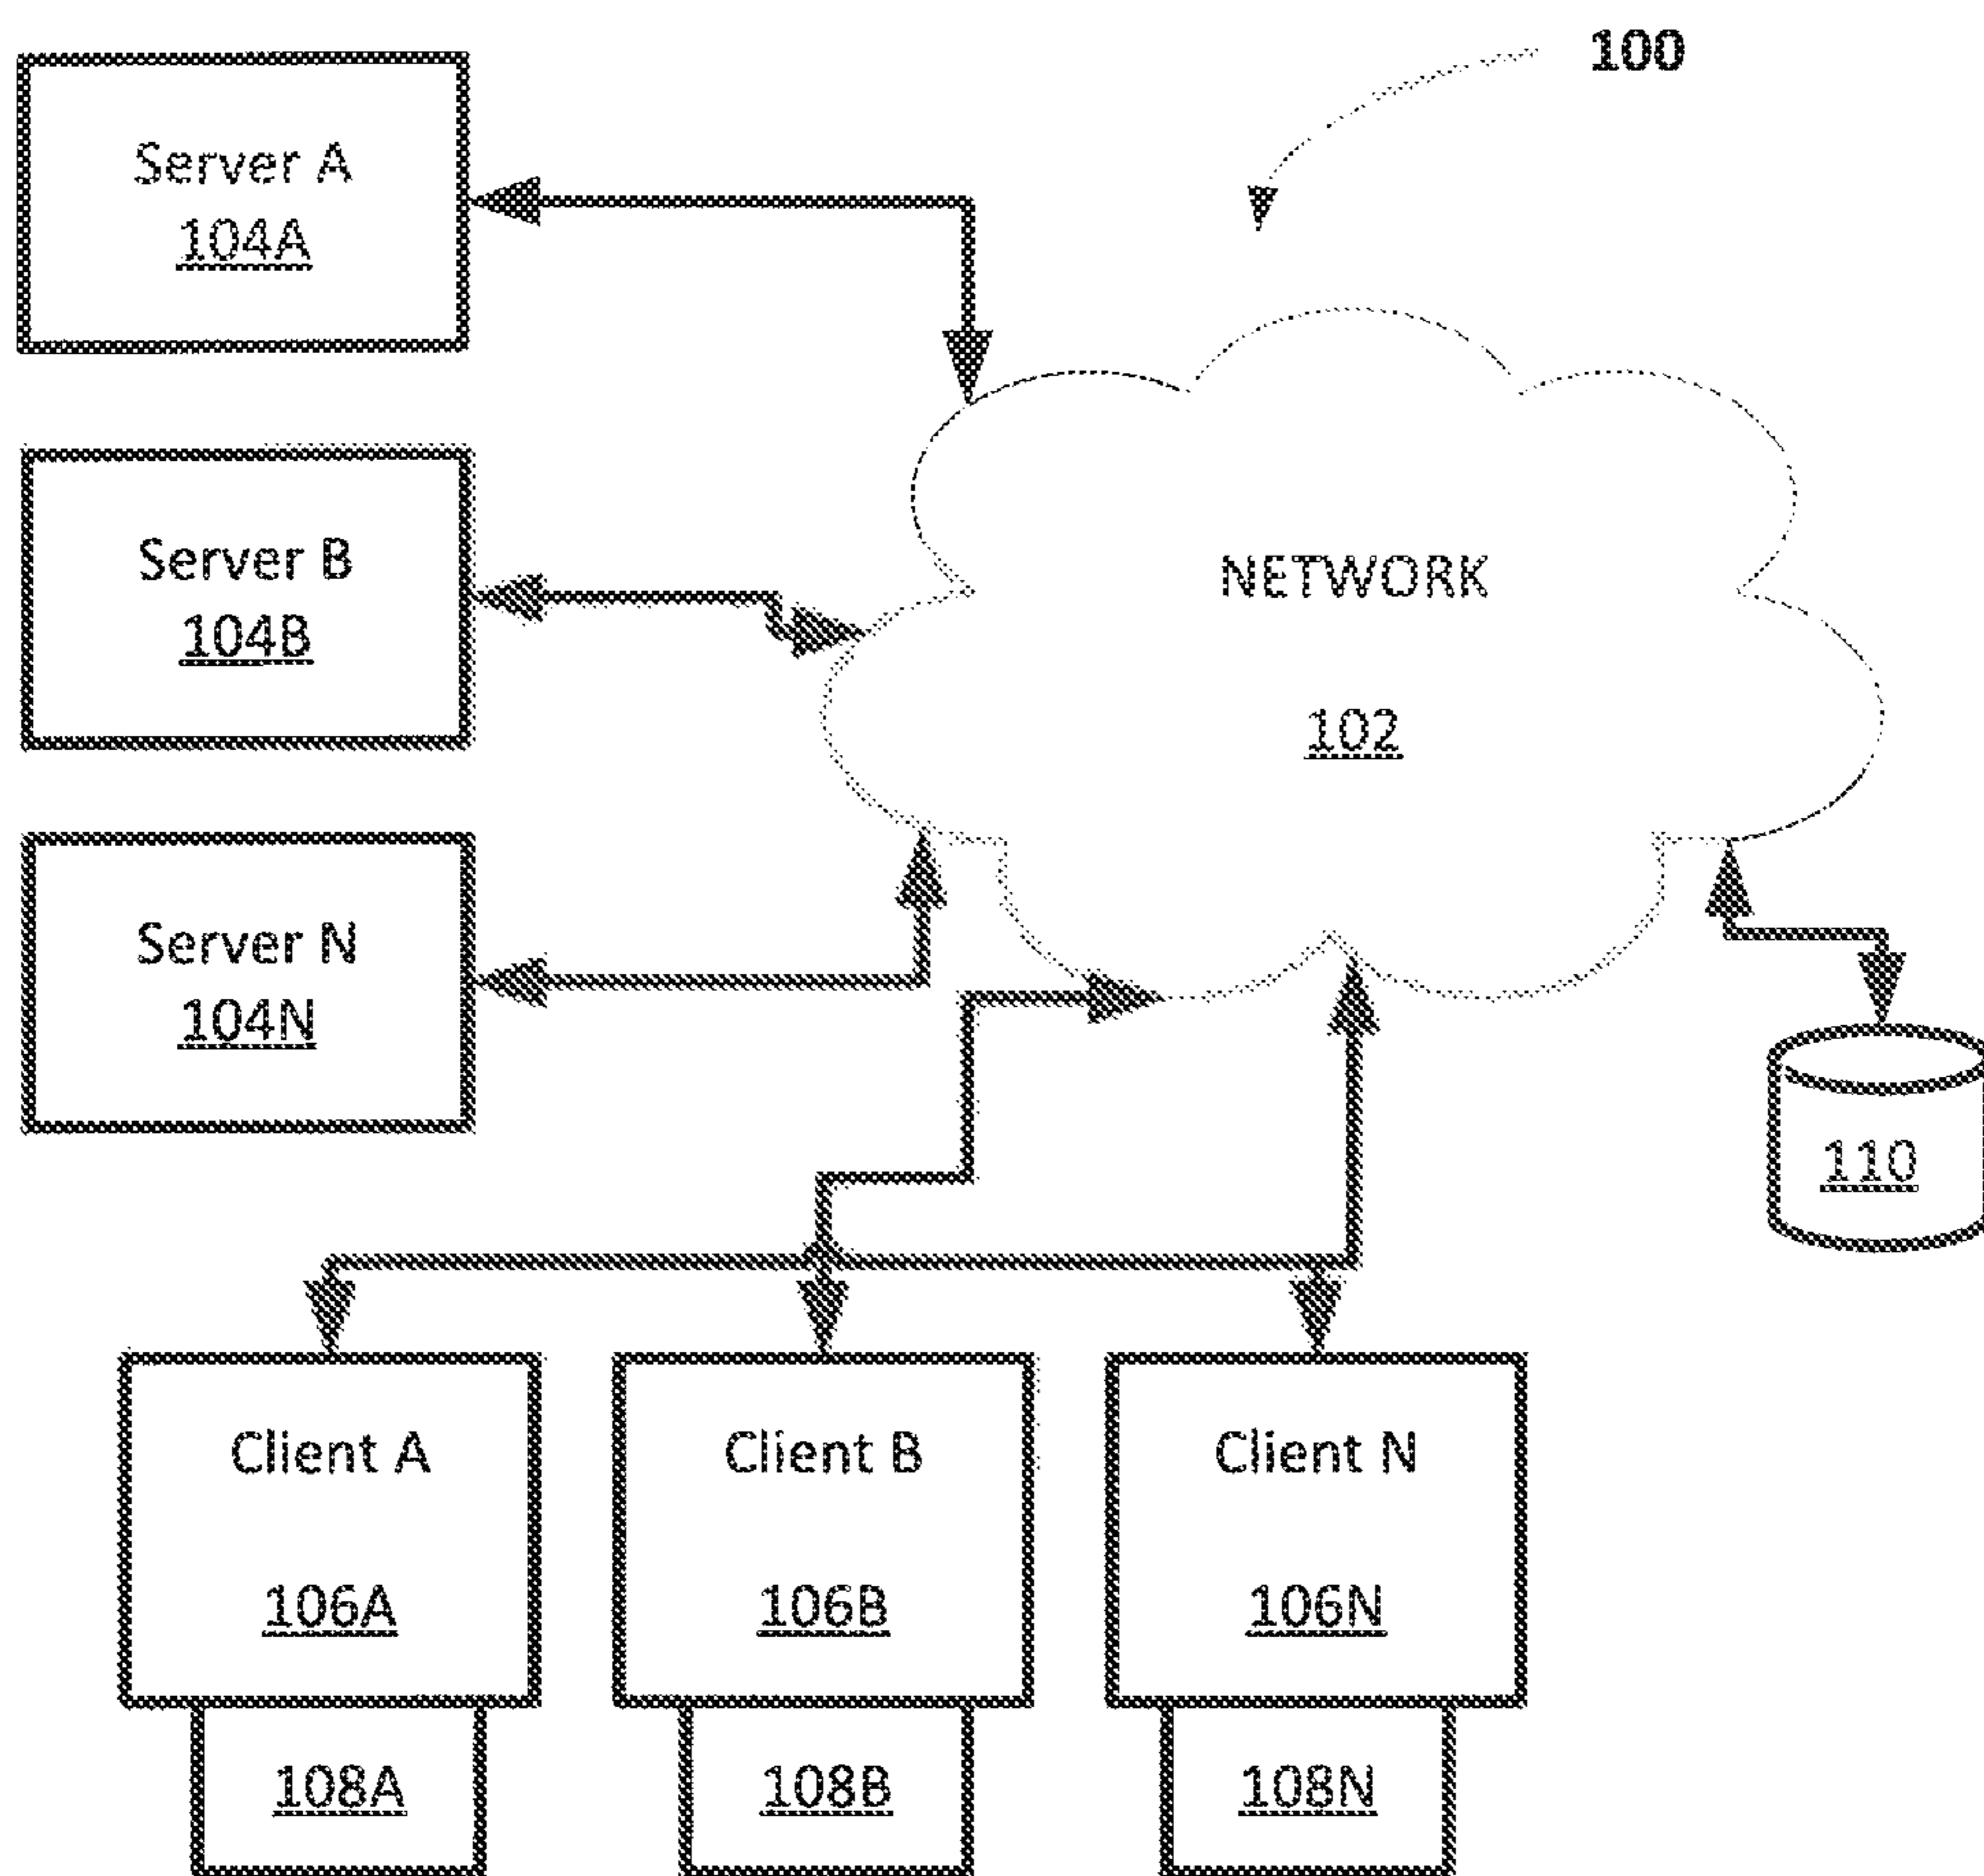 100
Server A
104A
Server B
104B
NETWORK
102
Server N
104N
110
Client A
106A
Client B
106B
Client N
106N
108A
108B
108N